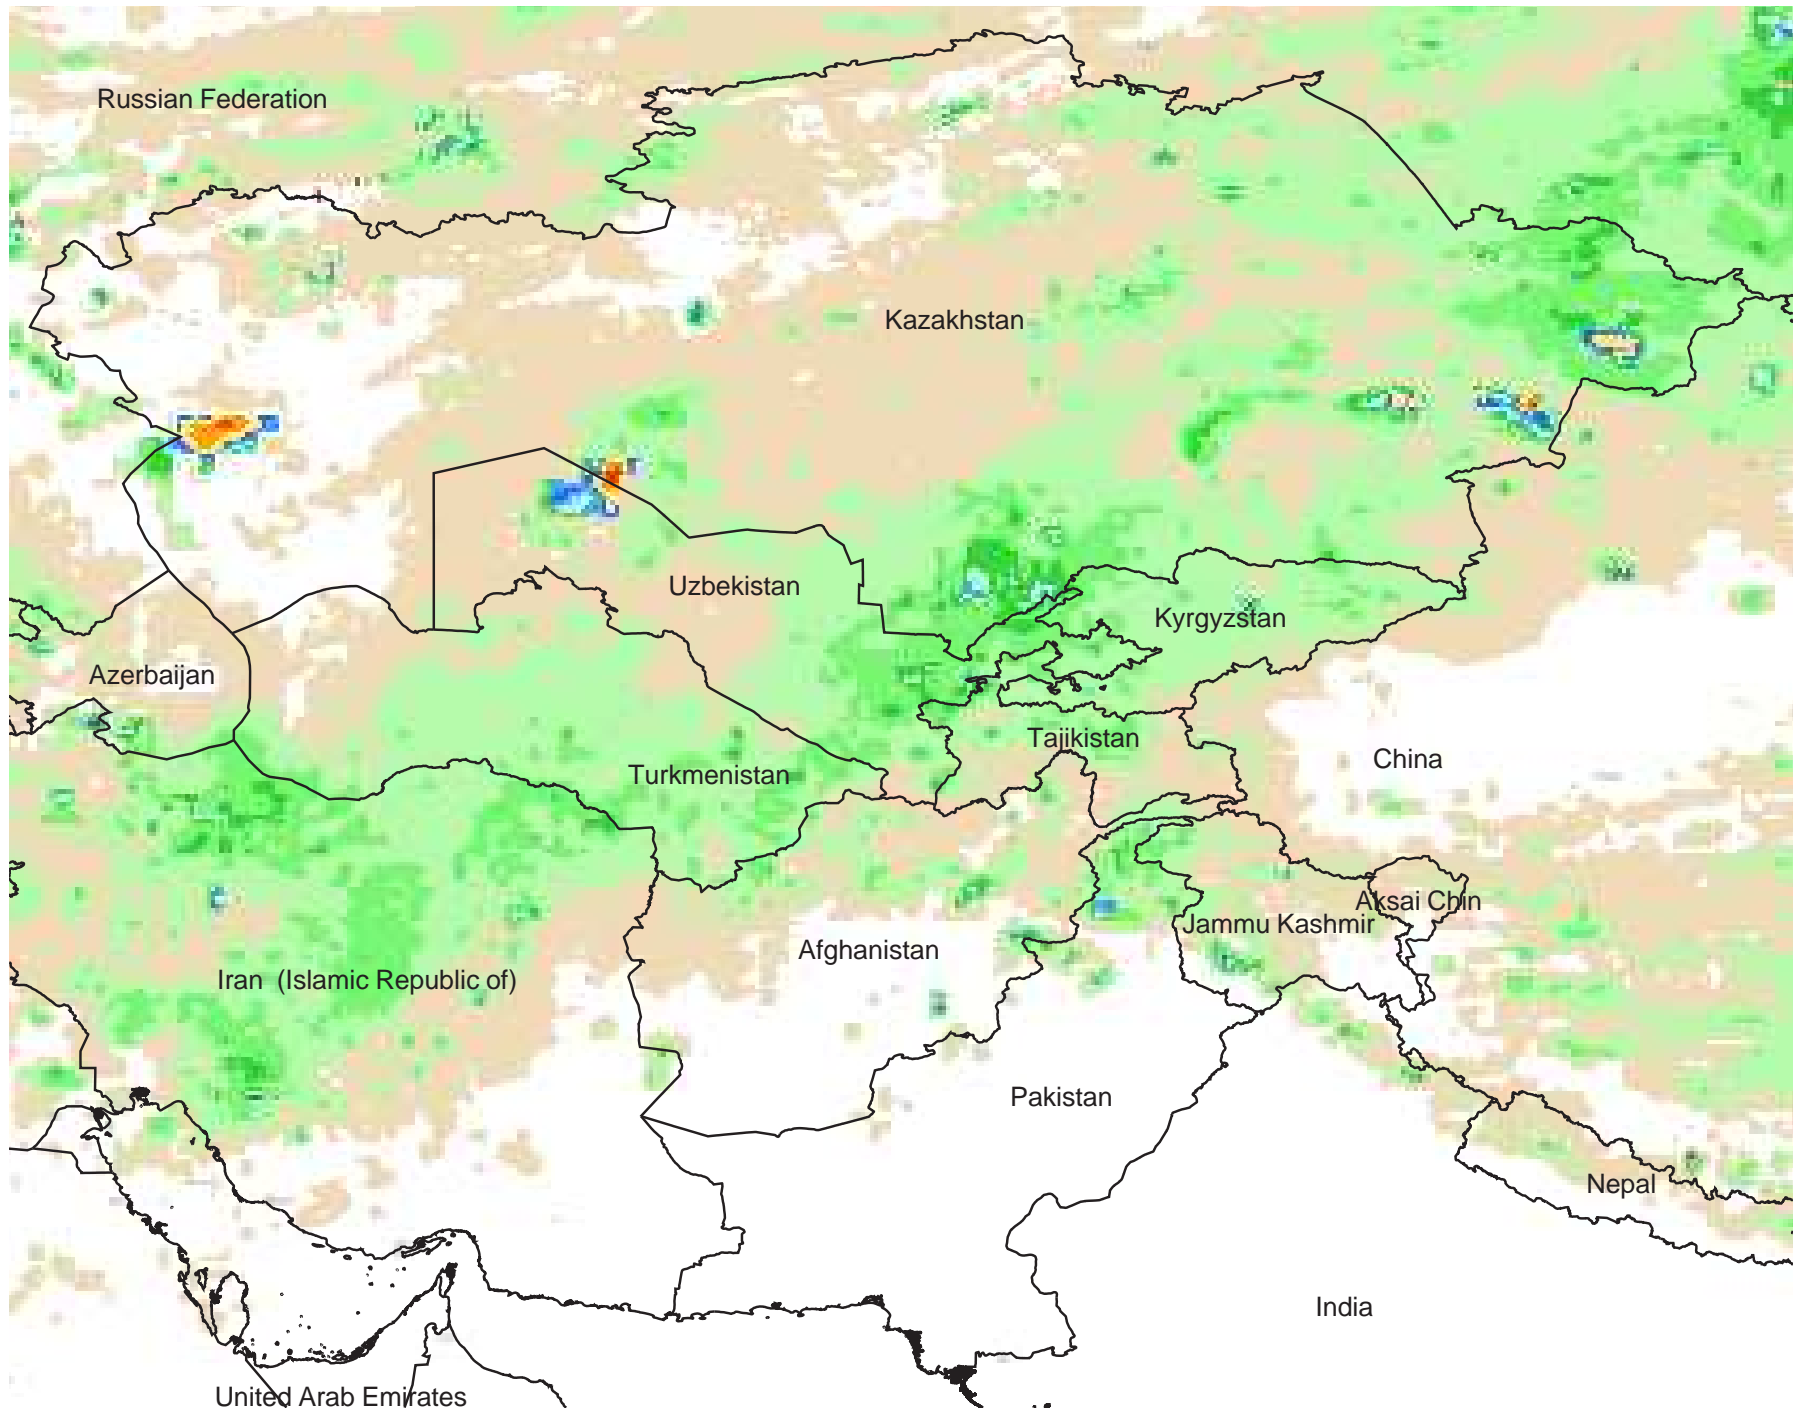 Russian Federation
Kazakhstan
Uzbekistan
Kyrgyzstan
Azerbaijan
Tajikistan
China
Turkmenistan
Aksai Chin
Jammu Kashmir
Afghanistan
Iran (Islamic Republic of)
Pakistan
Nepal
India
United Arab Emirates